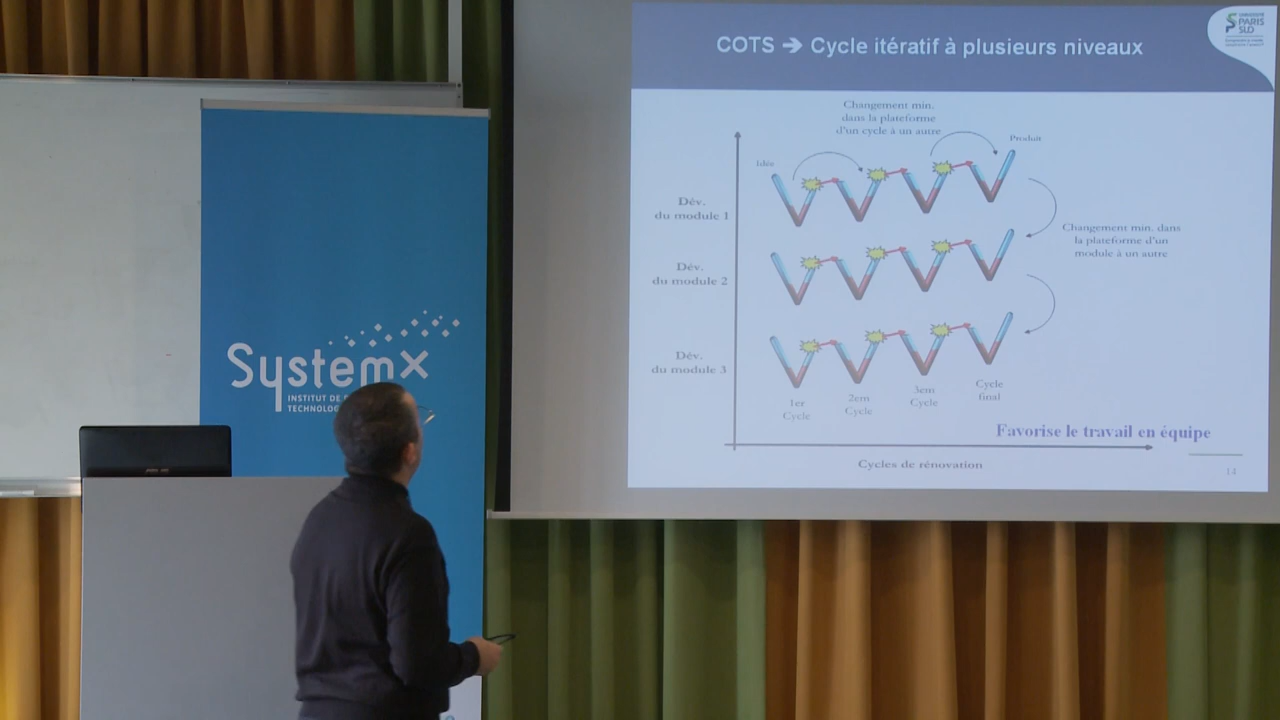 COTS ➔ Cycle itératif à plusieurs niveaux
PARIS
Changement min.
dans la plateforme
d'un cycle à un autre
Idée
Produit
Dév.
du module 1
Changement min. dans
la plateforme d'un
module à un autre
Dév.
du module 2
Dév.
du module 3
1er
Cycle
2em
Cycle
3em
Cycle
Cycle
final
Favorise le travail en équipe
Cycles de rénovation
14
Systemx
INSTITUT DE
TECHNOLOG